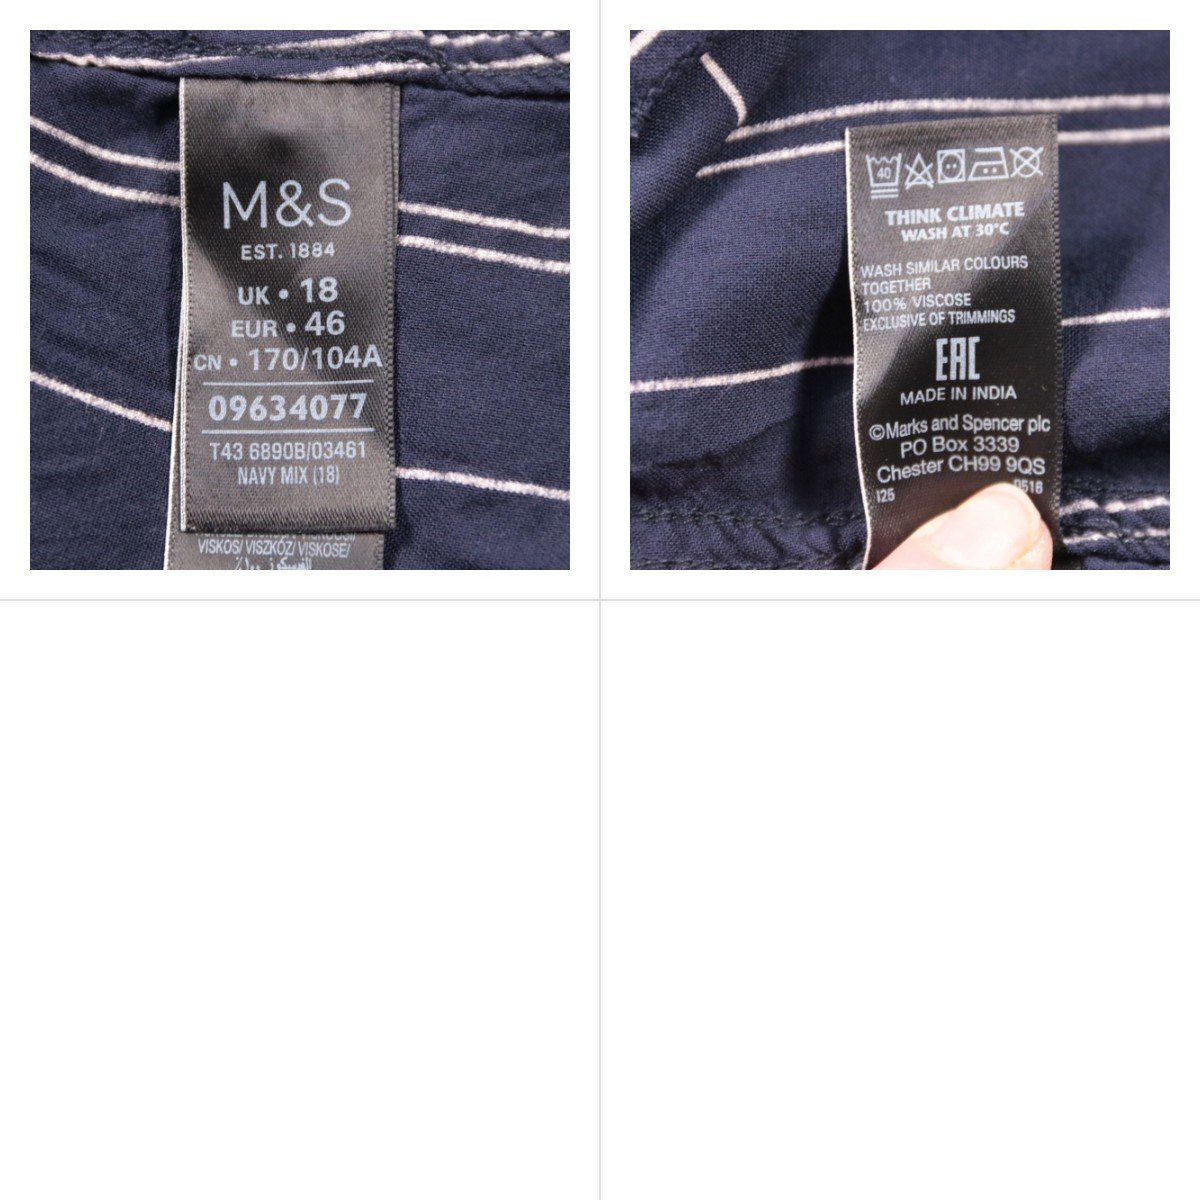 M&S
EST. 1884
UK • 18
EUR • 46
CN • 170/104A
09634077
T43 6890B/03461
NAVY MIX (18)
VISKOS/ VISZKÓZ/ VISKOSE/
40
THINK CLIMATE
WASH AT 30°C
WASH SIMILAR COLOURS
TOGETHER
100% VISCOSE
EXCLUSIVE OF TRIMMINGS
EAC
MADE IN INDIA
©Marks and Spencer plc
PO Box 3339
Chester CH99 9QS
I25